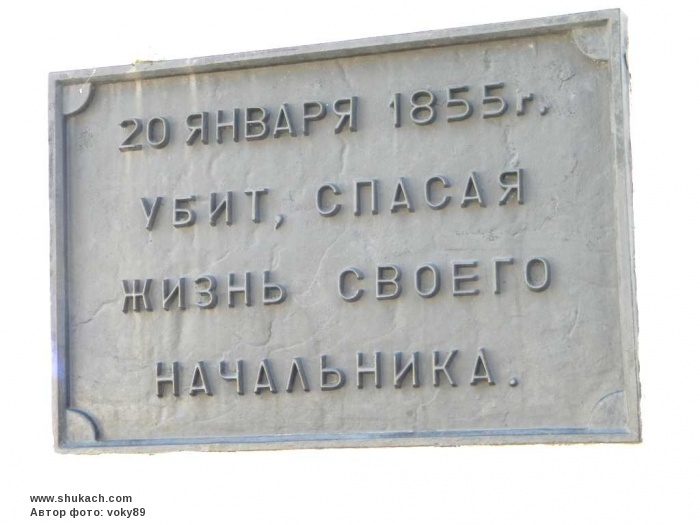 20 ЯНВАРЯ 1855г.
УБИТ, СПАСАЯ
ЖИЗНЬ СВОЕГО
НАЧАЛЬНИКА.
www.shukach.com
Автор фото: voky89